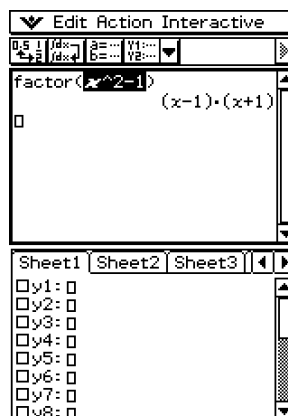 Edit Action Interactive
factor(x^2-1)
(x-1)·(x+1)
Sheet1 Sheet2 Sheet3
y1:
y2:
y3:
y4:
y5:
y6:
y7:
y8: